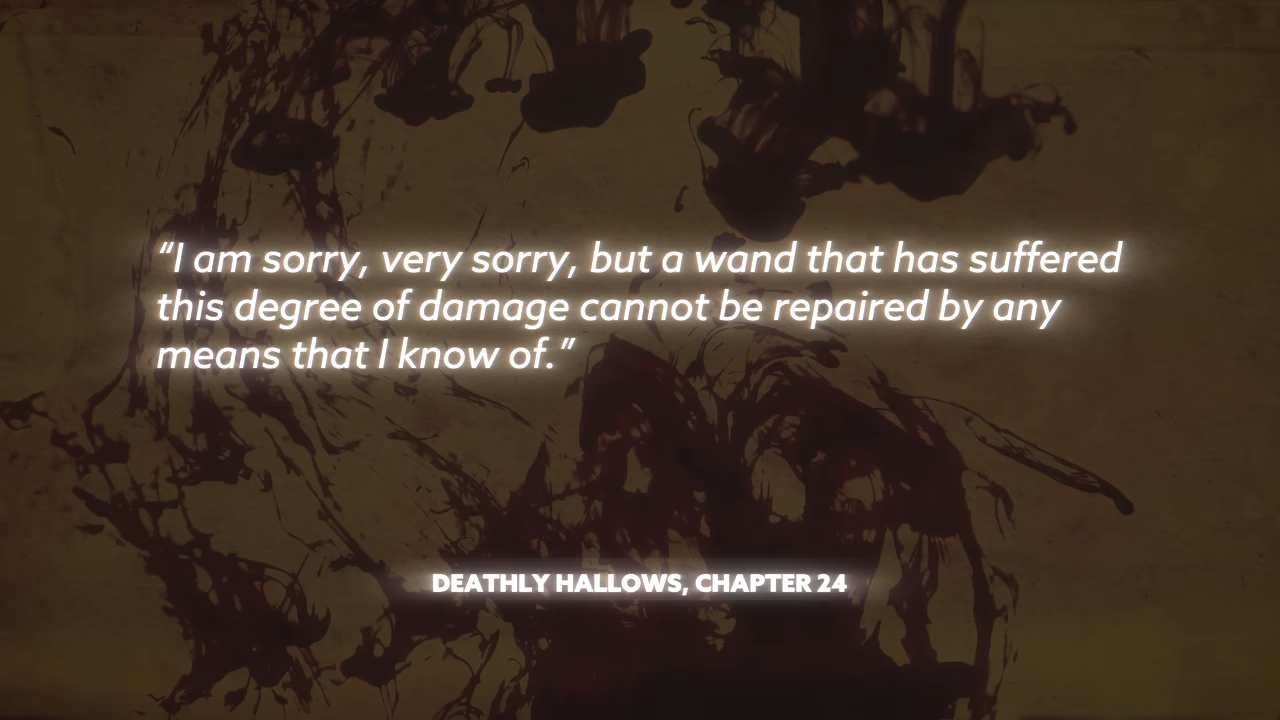 “I am sorry, very sorry, but a wand that has suffered
this degree of damage cannot be repaired by any
means that I know of.”
DEATHLY HALLOWS, CHAPTER 24